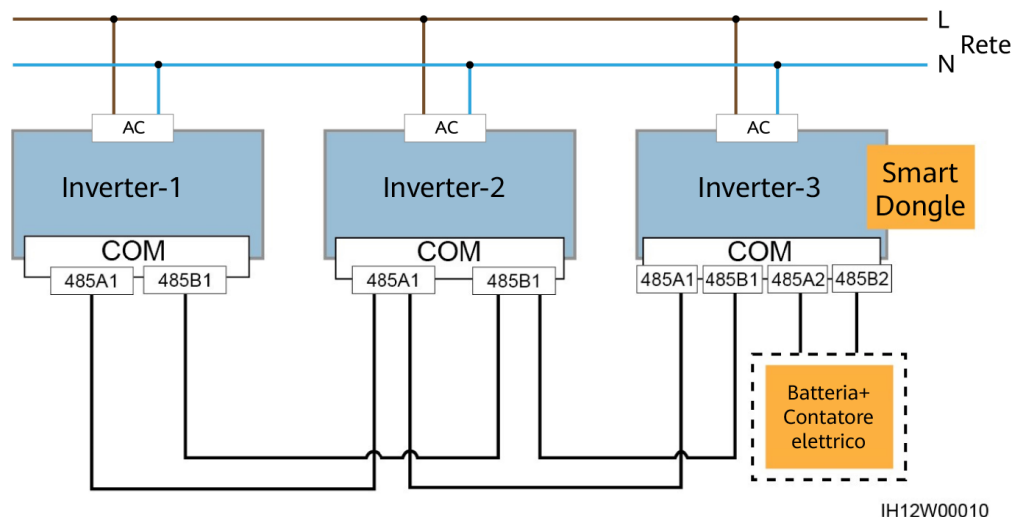 L
Rete
N
AC
AC
AC
Inverter-1
Inverter-2
Inverter-3
Smart
Dongle
COM
COM
COM
485A1
485B1
485A1
485B1
485A1
485B1
485A2
485B2
Batteria+
Contatore
elettrico
IH12W00010